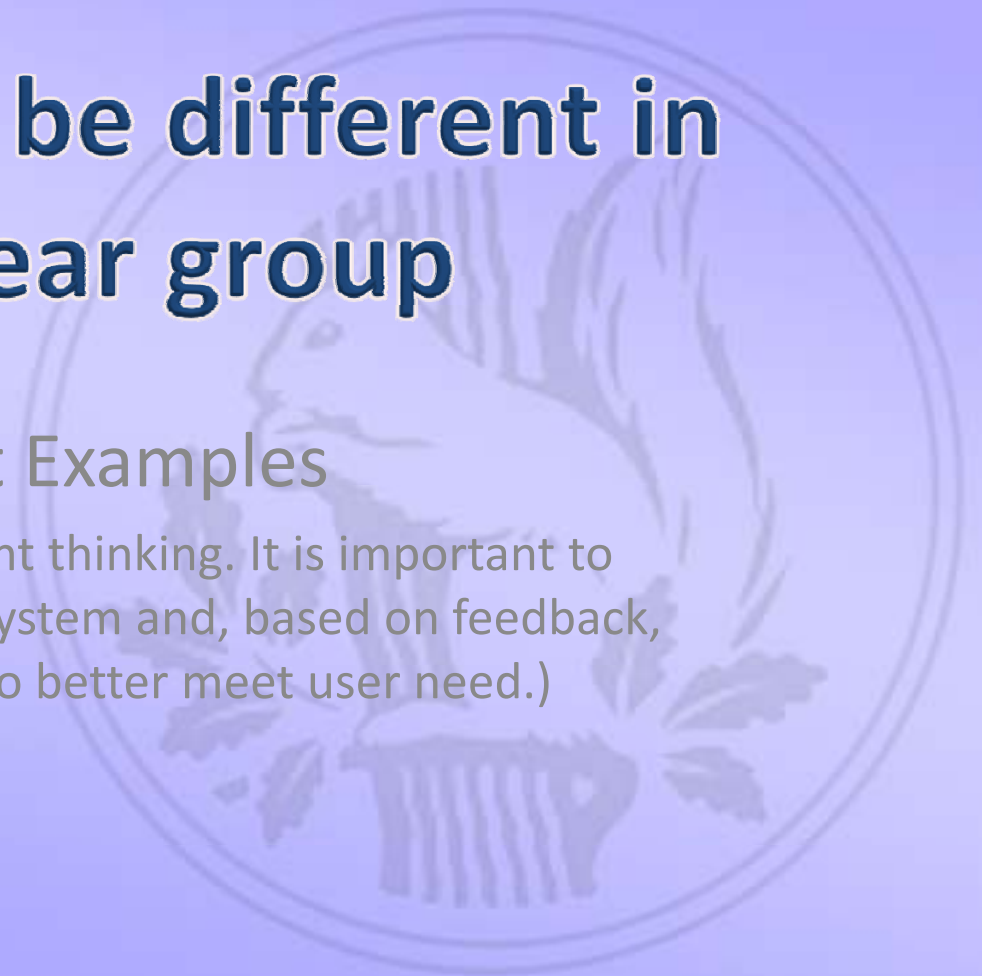 be different in
ear group
t Examples
nt thinking. It is important to
ystem and, based on feedback,
o better meet user need.)